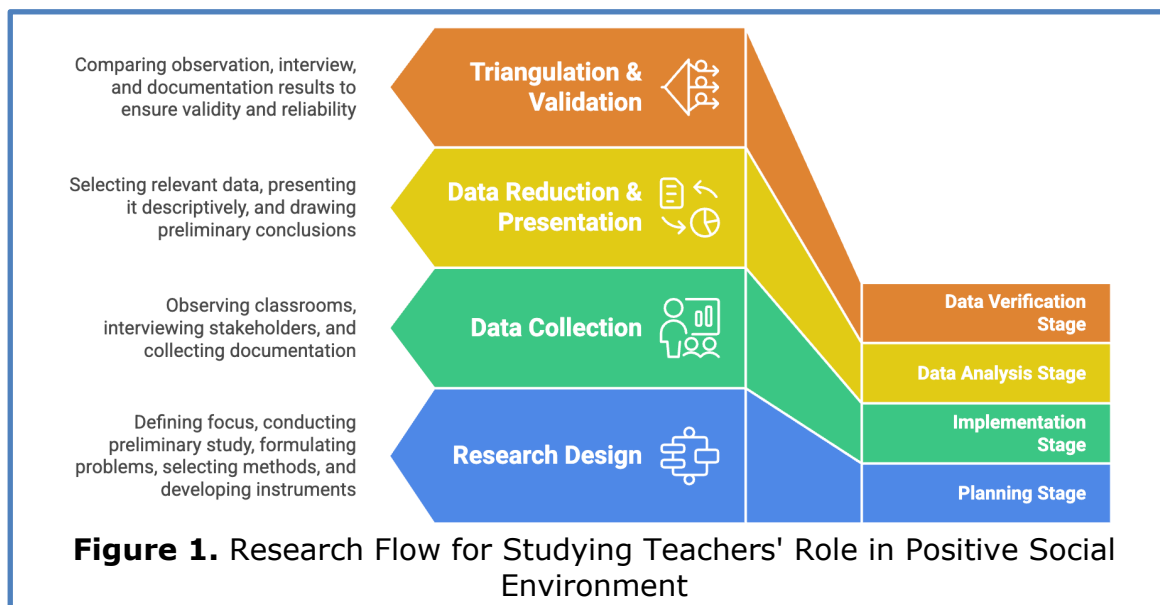 Comparing observation, interview,
and documentation results to
ensure validity and reliability
Triangulation &
Validation
Selecting relevant data, presenting
it descriptively, and drawing
preliminary conclusions
Data Reduction &
Presentation
Observing classrooms,
interviewing stakeholders, and
collecting documentation
Data Collection
Defining focus, conducting
preliminary study, formulating
problems, selecting methods, and
developing instruments
Research Design
Data Verification
Stage
Data Analysis Stage
Implementation
Stage
Planning Stage
Figure 1. Research Flow for Studying Teachers' Role in Positive Social
Environment